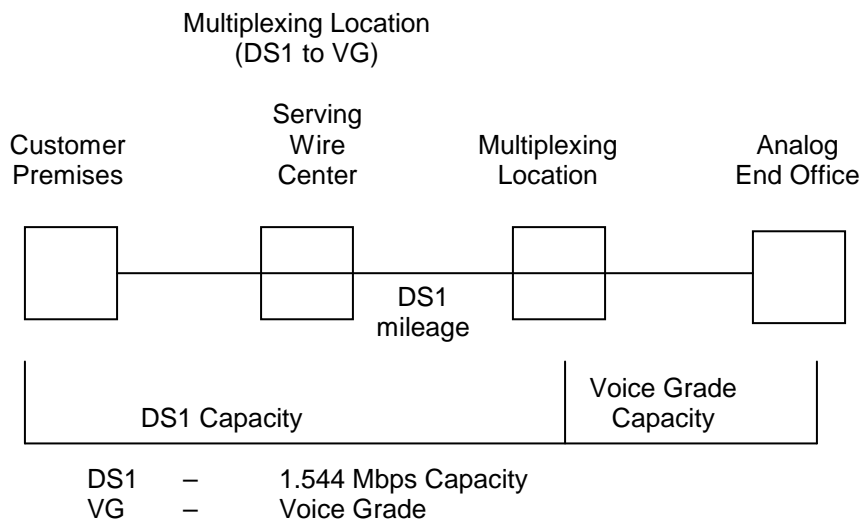 Multiplexing Location
(DS1 to VG)
Serving
Customer Wire Multiplexing Analog
Premises Center Location End Office
DS1
mileage
Voice Grade
DS1 Capacity Capacity
DS1 – 1.544 Mbps Capacity
VG – Voice Grade